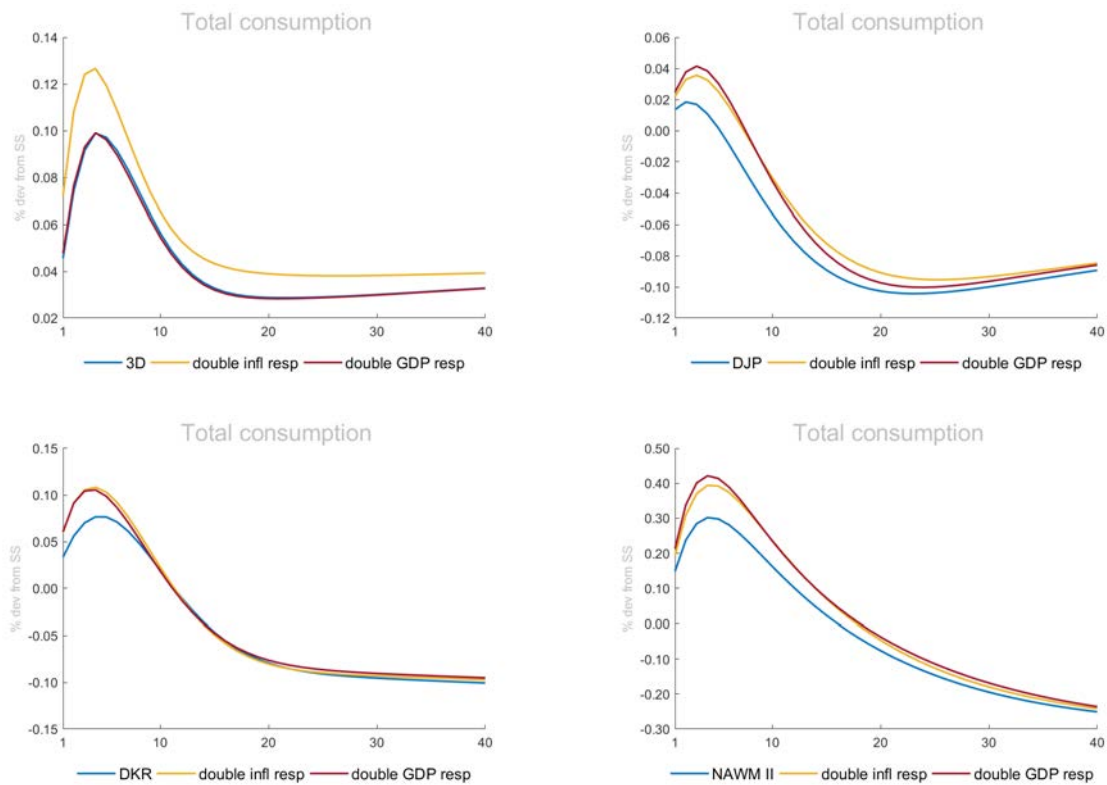 Total consumption
0.14
0.12
0.10
0.08
0.06
0.04
0.02
% dev from SS
1 10 20 30 40
3D double infl resp double GDP resp
Total consumption
0.06
0.04
0.02
0.00
-0.02
-0.04
-0.06
-0.08
-0.10
-0.12
% dev from SS
1 10 20 30 40
DJP double infl resp double GDP resp
Total consumption
0.15
0.10
0.05
0.00
-0.05
-0.10
-0.15
% dev from SS
1 10 20 30 40
DKR double infl resp double GDP resp
Total consumption
0.50
0.40
0.30
0.20
0.10
0.00
-0.10
-0.20
-0.30
% dev from SS
1 10 20 30 40
NAWM II double infl resp double GDP resp